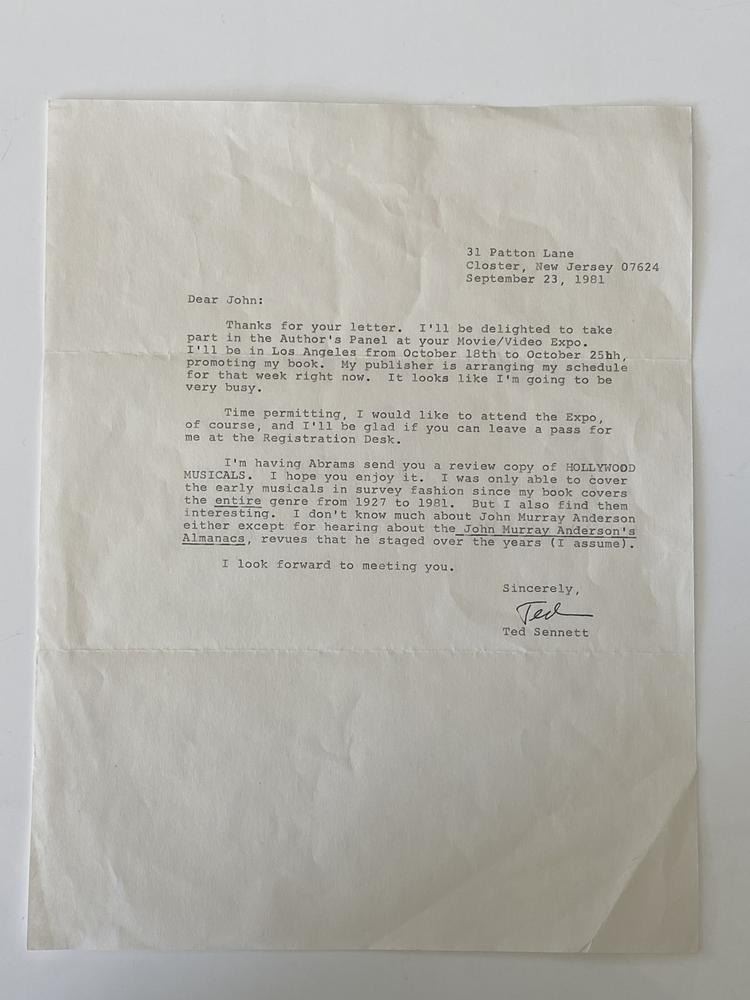 31 Patton Lane
Closter, New Jersey 07624
September 23, 1981
Dear John:
Thanks for your letter. I'll be delighted to take
part in the Author's Panel at your Movie/Video Expo.
I'll be in Los Angeles from October 18th to October 25hh,
promoting my book. My publisher is arranging my schedule
for that week right now. It looks like I'm going to be
very busy.
Time permitting, I would like to attend the Expo,
of course, and I'll be glad if you can leave a pass for
me at the Registration Desk.
I'm having Abrams send you a review copy of HOLLYWOOD
MUSICALS. I hope you enjoy it. I was only able to cover
the early musicals in survey fashion since my book covers
the entire genre from 1927 to 1981. But I also find them
interesting. I don't know much about John Murray Anderson
either except for hearing about the John Murray Anderson's
Almanacs, revues that he staged over the years (I assume).
I look forward to meeting you.
Sincerely,
Ted
Ted Sennett